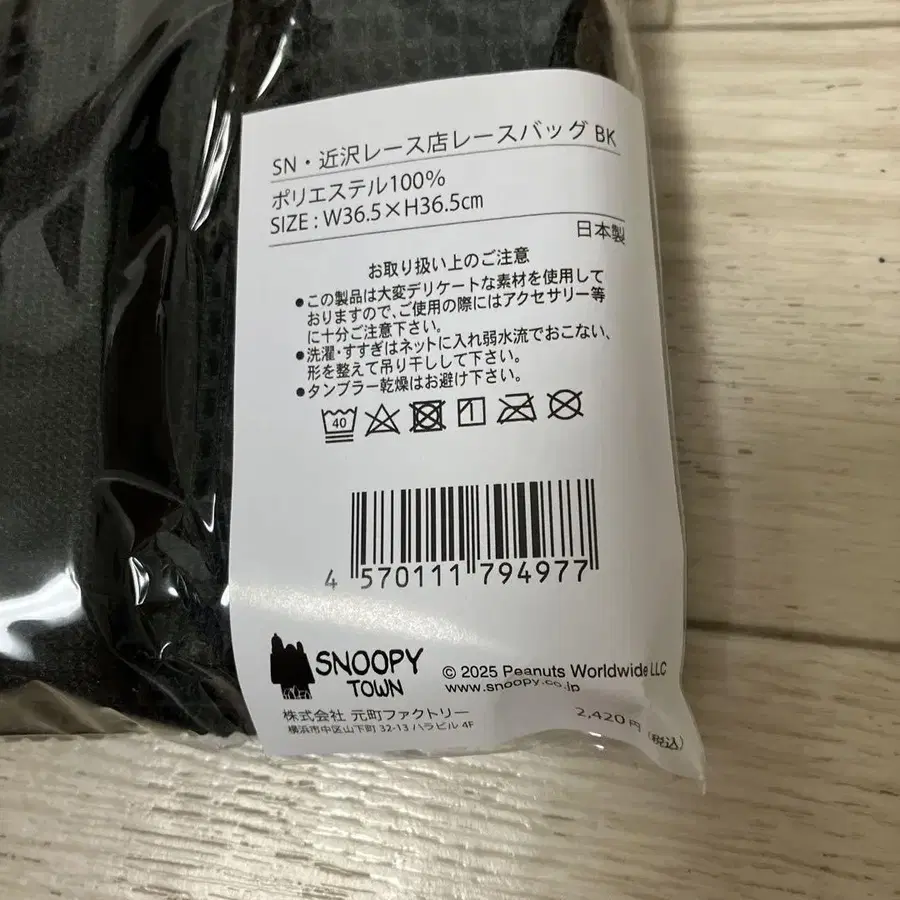 SN・近沢レース店レースバッグ BK
ポリエステル100%
SIZE : W36.5×H36.5cm
日本製
お取り扱い上のご注意
●この製品は大変デリケートな素材を使用して
おりますので、ご使用の際にはアクセサリー等
に十分ご注意下さい。
●洗濯・すすぎはネットに入れ弱水流でおこない、
形を整えて吊り干しして下さい。
●タンブラー乾燥はお避け下さい。
40
1
4 570111 794977
SNOOPY
TOWN
© 2025 Peanuts Worldwide LLC
www.snoopy.co.jp
株式会社 元町ファクトリー
横浜市中区山下町 32-13 ハラビル 4F
2,420円 (税込)